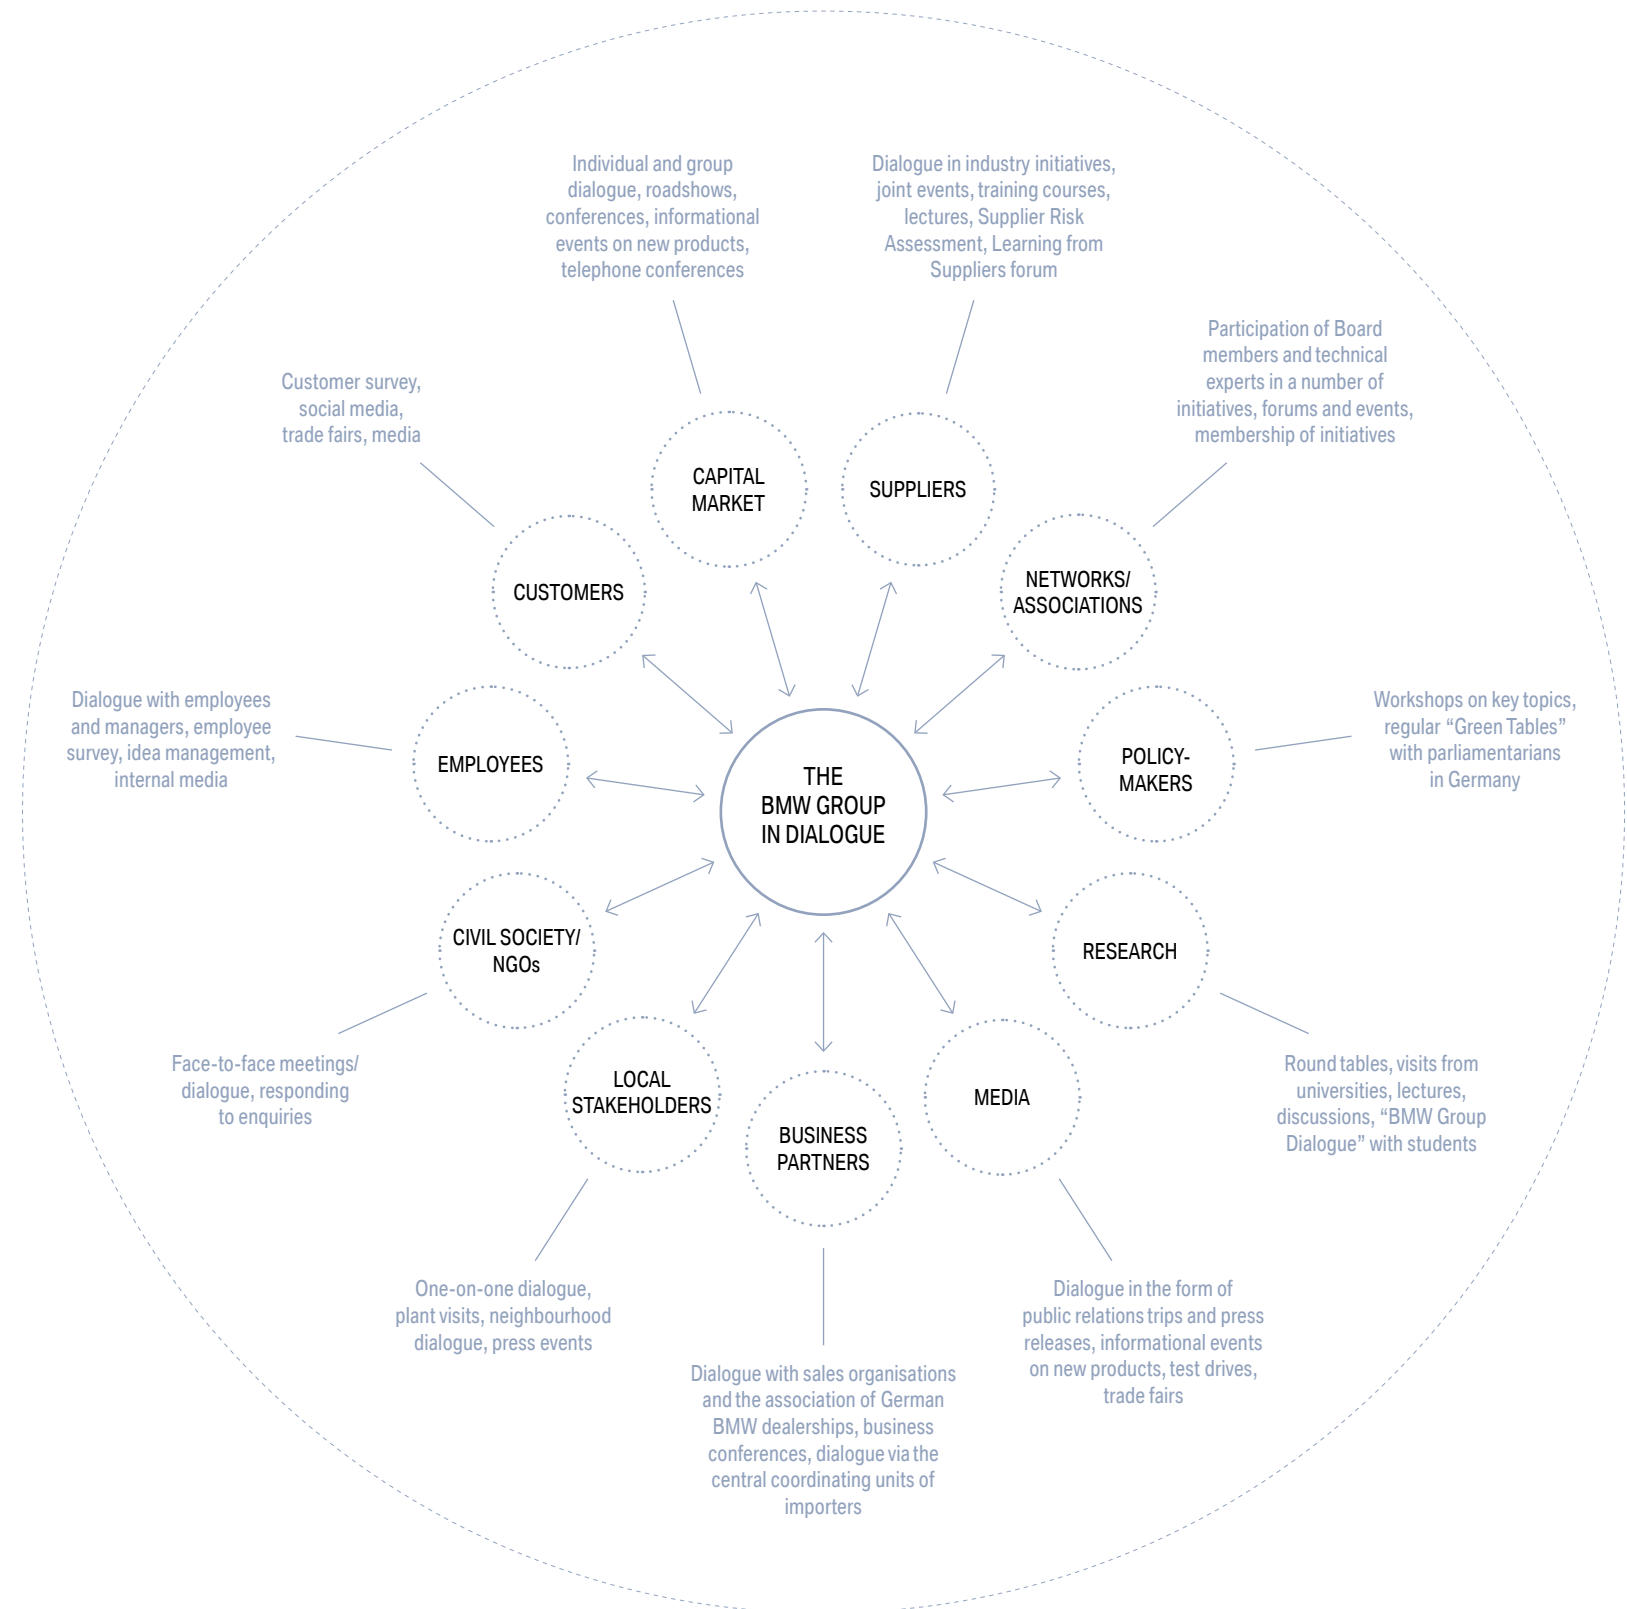 Individual and group
dialogue, roadshows,
conferences, informational
events on new products,
telephone conferences
Dialogue in industry initiatives,
joint events, training courses,
lectures, Supplier Risk
Assessment, Learning from
Suppliers forum
Participation of Board
members and technical
experts in a number of
initiatives, forums and events,
membership of initiatives
Customer survey,
social media,
trade fairs, media
CAPITAL
MARKET
SUPPLIERS
CUSTOMERS
NETWORKS/
ASSOCIATIONS
Dialogue with employees
and managers, employee
survey, idea management,
internal media
EMPLOYEES
THE
BMW GROUP
IN DIALOGUE
POLICY-
MAKERS
Workshops on key topics,
regular “Green Tables”
with parliamentarians
in Germany
CIVIL SOCIETY/
NGOs
RESEARCH
Face-to-face meetings/
dialogue, responding
to enquiries
LOCAL
STAKEHOLDERS
BUSINESS
PARTNERS
MEDIA
Round tables, visits from
universities, lectures,
discussions, “BMW Group
Dialogue” with students
One-on-one dialogue,
plant visits, neighbourhood
dialogue, press events
Dialogue with sales organisations
and the association of German
BMW dealerships, business
conferences, dialogue via the
central coordinating units of
importers
Dialogue in the form of
public relations trips and press
releases, informational events
on new products, test drives,
trade fairs